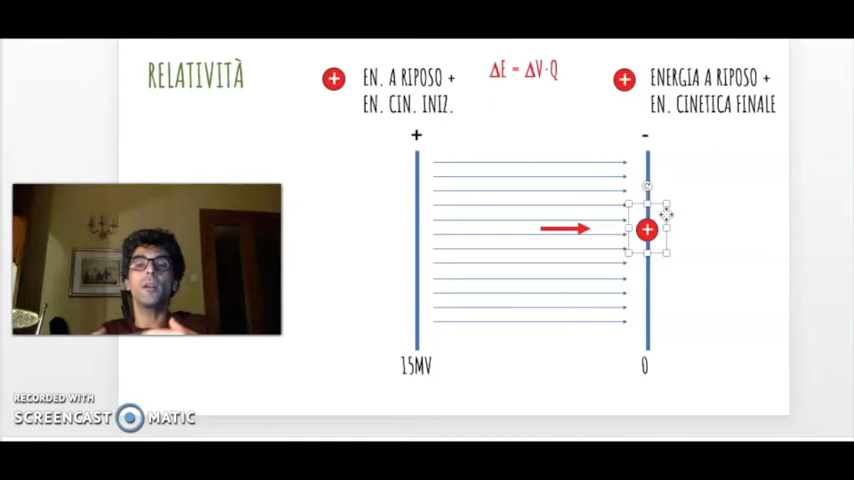 RELATIVITÀ
+ EN. A RIPOSO +
EN. CIN. INIZ.
ΔE = ΔV·Q
+ ENERGIA A RIPOSO +
EN. CINETICA FINALE
+
-
+
15MV
0
RECORDED WITH
SCREENCAST MATIC